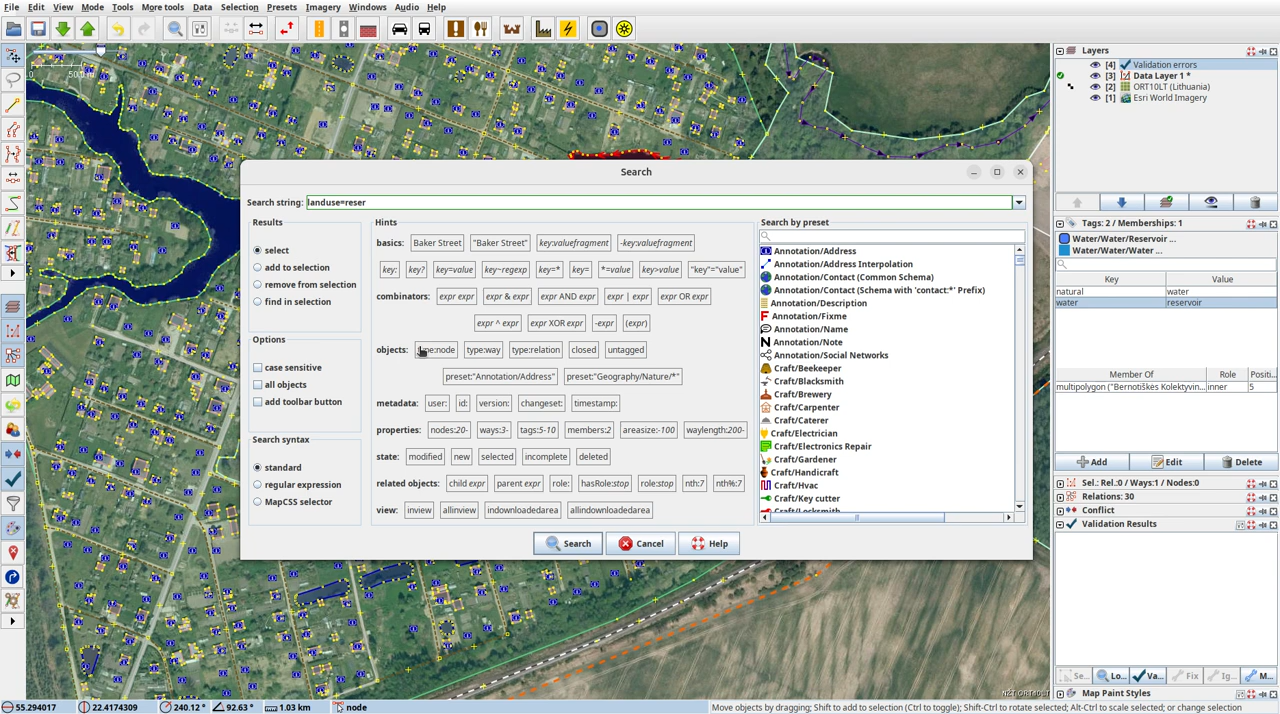 File Edit View Mode Tools More tools Data Selection Presets Imagery Windows Audio Help
Layers
[4] Validation errors
[3] Data Layer 1 *
[2] ORT10LT (Lithuania)
[1] Esri World Imagery
Search
Search string: landuse=reser
Results
select
add to selection
remove from selection
find in selection
Options
case sensitive
all objects
add toolbar button
Search syntax
standard
regular expression
MapCSS selector
Hints
basics: Baker Street "Baker Street" key:valuefragment -key:valuefragment
key: key? key=value key~regexp key=* key= *=value key>value "key"="value"
combinators: expr expr expr & expr expr AND expr expr | expr expr OR expr
expr ^ expr expr XOR expr -expr (expr)
objects: type:node type:way type:relation closed untagged
preset:"Annotation/Address" preset:"Geography/Nature/*"
metadata: user: id: version: changeset: timestamp:
properties: nodes:20- ways:3- tags:5-10 members:2 areasize:-100 waylength:200-
state: modified new selected incomplete deleted
related objects: child expr parent expr role: hasRole:stop role:stop nth:7 nth%:7
view: inview allinview indownloadedarea allindownloadedarea
Search by preset
Annotation/Address
Annotation/Address Interpolation
Annotation/Contact (Common Schema)
Annotation/Contact (Schema with 'contact:*' Prefix)
Annotation/Description
Annotation/Fixme
Annotation/Name
Annotation/Note
Annotation/Social Networks
Craft/Beekeeper
Craft/Blacksmith
Craft/Brewery
Craft/Carpenter
Craft/Caterer
Craft/Electrician
Craft/Electronics Repair
Craft/Gardener
Craft/Handicraft
Craft/Hvac
Craft/Key cutter
Craft/Locksmith
Search Cancel Help
Tags: 2 / Memberships: 1
Water/Water/Reservoir ...
Water/Water/Water ...
Key Value
natural water
water reservoir
Member Of Role Positi...
multipolygon ("Bernotiškes Kolektyvin... inner 5
Add Edit Delete
Sel.: Rel.:0 / Ways:1 / Nodes:0
Relations: 30
Conflict
Validation Results
Se... Lo... Va... Fix Ig... M...
Map Paint Styles
55.294017 22.4174309 240.12 ° 92.63 ° 1.03 km node Move objects by dragging; Shift to add to selection (Ctrl to toggle); Shift-Ctrl to rotate selected; Alt-Ctrl to scale selected; or change selection